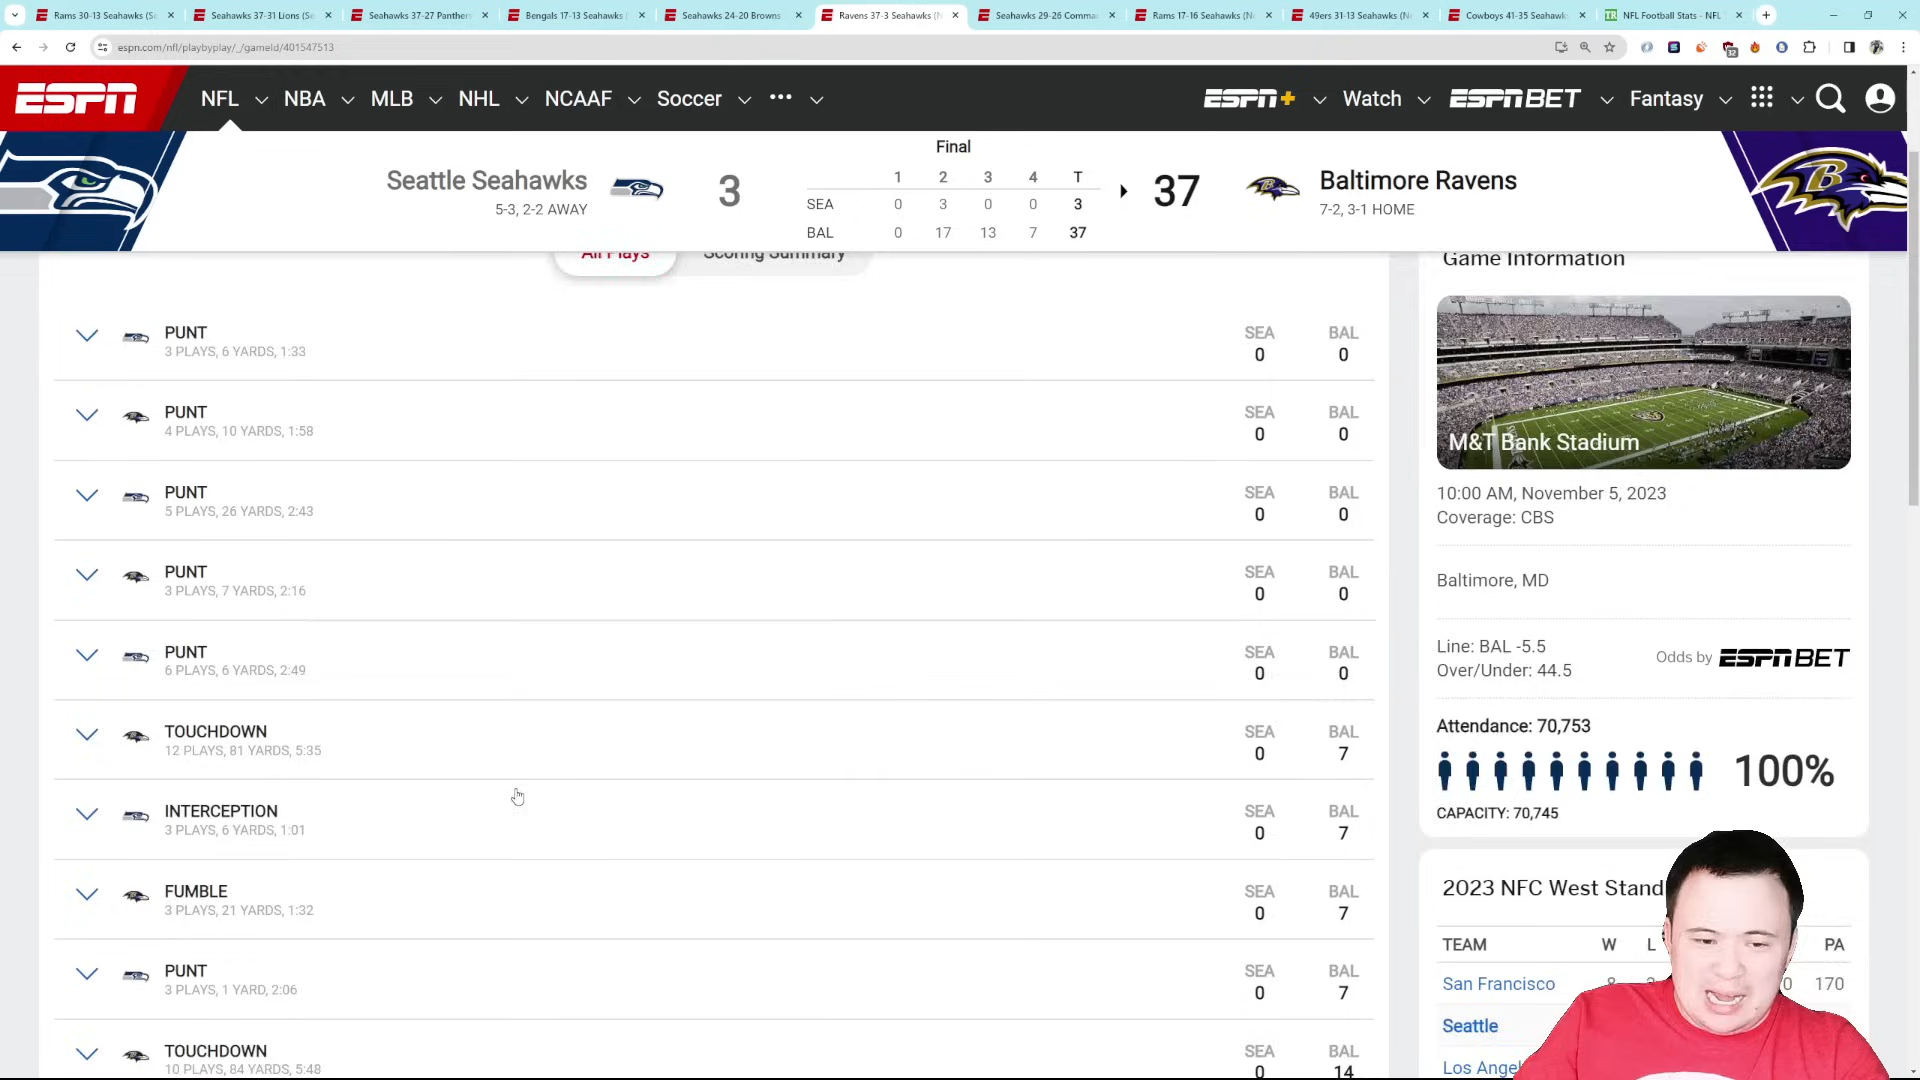 Rams 30-13 Seahawks (Sc
Seahawks 37-31 Lions (Se
Seahawks 37-27 Panthers
Bengals 17-13 Seahawks (
Seahawks 24-20 Browns
Ravens 37-3 Seahawks (N
Seahawks 29-26 Comma
Rams 17-16 Seahawks (No
49ers 31-13 Seahawks (N
Cowboys 41-35 Seahawk
NFL Football Stats - NFL
espn.com/nfl/playbyplay/_/gameId/401547513
ESPN
NFL
NBA
MLB
NHL
NCAAF
Soccer
ESPN+
Watch
ESPN BET
Fantasy
Final
Seattle Seahawks
5-3, 2-2 AWAY
3
1 2 3 4 T
SEA 0 3 0 0 3
BAL 0 17 13 7 37
37
Baltimore Ravens
7-2, 3-1 HOME
All Plays
Scoring Summary
PUNT SEA BAL
3 PLAYS, 6 YARDS, 1:33 0 0
PUNT SEA BAL
4 PLAYS, 10 YARDS, 1:58 0 0
PUNT SEA BAL
5 PLAYS, 26 YARDS, 2:43 0 0
PUNT SEA BAL
3 PLAYS, 7 YARDS, 2:16 0 0
PUNT SEA BAL
6 PLAYS, 6 YARDS, 2:49 0 0
TOUCHDOWN SEA BAL
12 PLAYS, 81 YARDS, 5:35 0 7
INTERCEPTION SEA BAL
3 PLAYS, 6 YARDS, 1:01 0 7
FUMBLE SEA BAL
3 PLAYS, 21 YARDS, 1:32 0 7
PUNT SEA BAL
3 PLAYS, 1 YARD, 2:06 0 7
TOUCHDOWN SEA BAL
10 PLAYS, 84 YARDS, 5:48 0 14
Game Information
M&T Bank Stadium
10:00 AM, November 5, 2023
Coverage: CBS
Baltimore, MD
Line: BAL -5.5
Over/Under: 44.5
Odds by ESPN BET
Attendance: 70,753
100%
CAPACITY: 70,745
2023 NFC West Stand
TEAM W L PA
San Francisco 0 170
Seattle
Los Angel